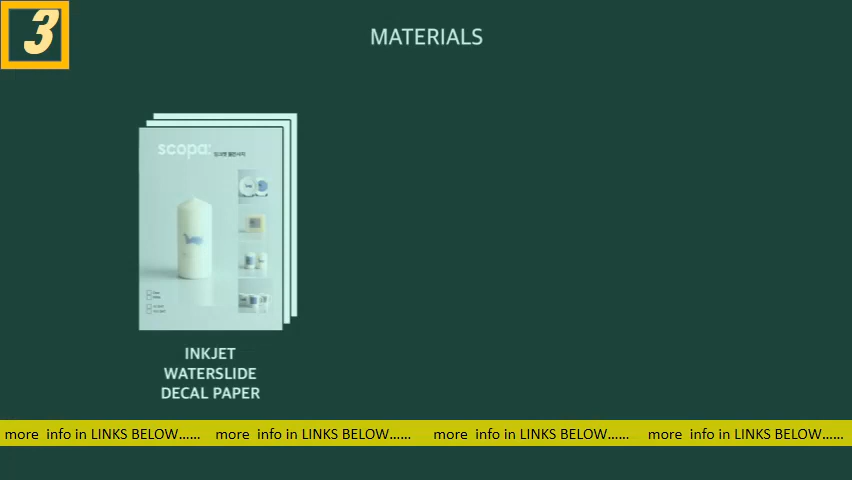 3
MATERIALS
scopa:
INKJET
WATERSLIDE
DECAL PAPER
more info in LINKS BELOW...... more info in LINKS BELOW...... more info in LINKS BELOW...... more info in LINKS BELOW......